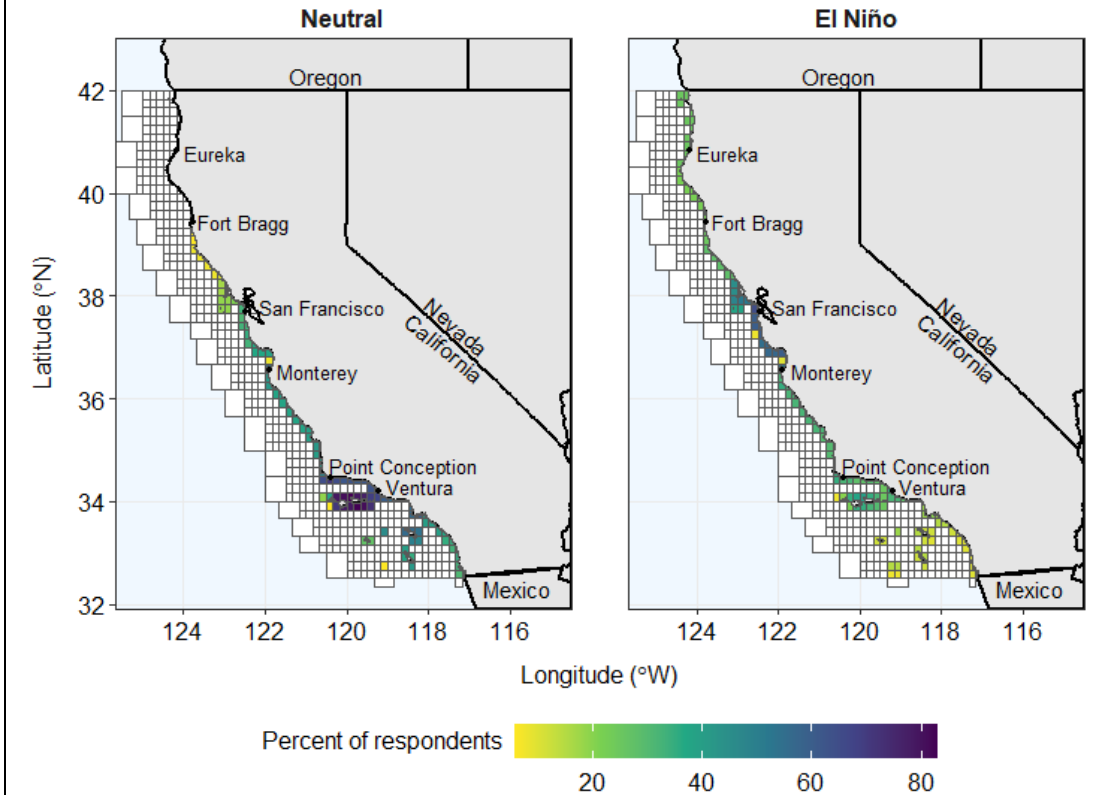 Neutral
El Niño
Oregon
Oregon
42
Eureka
Eureka
40
Fort Bragg
Fort Bragg
38
San Francisco
San Francisco
Nevada
California
Nevada
California
Latitude (°N)
Monterey
Monterey
36
Point Conception
Point Conception
Ventura
Ventura
34
Mexico
Mexico
32
124
122
120
118
116
124
122
120
118
116
Longitude (°W)
Percent of respondents
20
40
60
80